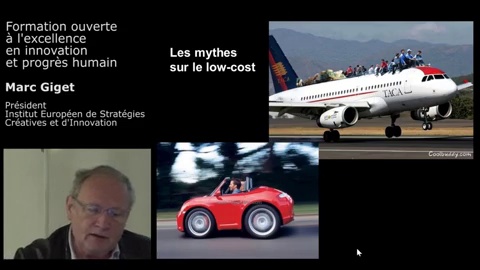 Formation ouverte
à l'excellence
en innovation
et progrès humain
Marc Giget
Président
Institut Européen de Stratégies
Créatives et d'Innovation
Les mythes
sur le low-cost
TACA
Coolbuddy.com